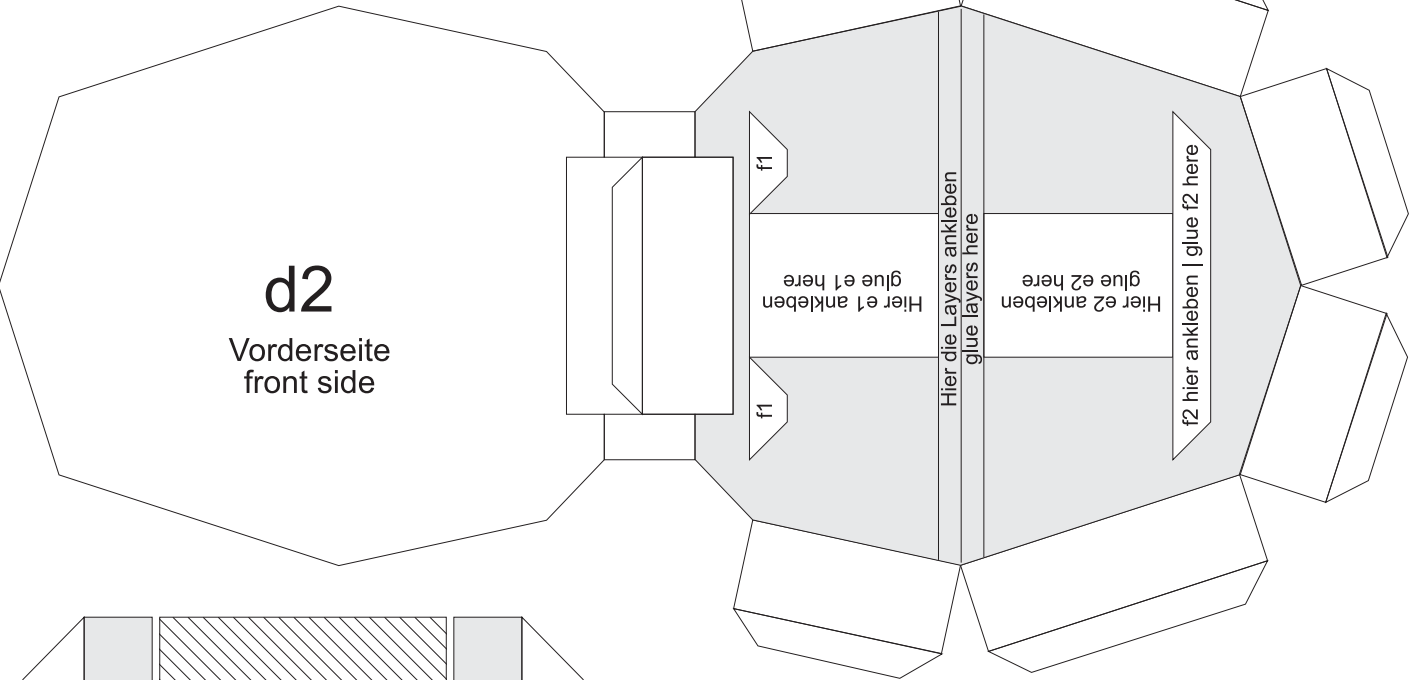 d2
Vorderseite
front side
f1
f1
Hier e1 ankleben
glue e1 here
Hier die Layers ankleben
glue layers here
Hier e2 ankleben
glue e2 here
f2 hier ankleben | glue f2 here